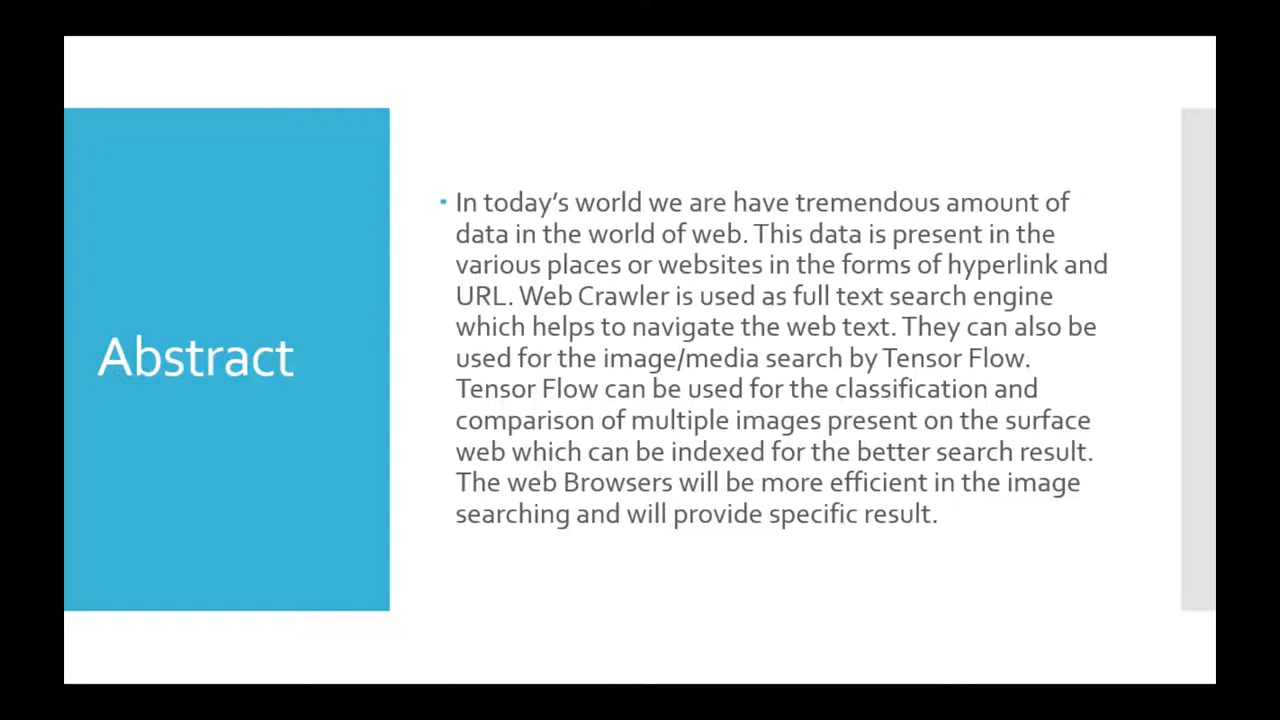 Abstract
• In today's world we are have tremendous amount of
data in the world of web. This data is present in the
various places or websites in the forms of hyperlink and
URL. Web Crawler is used as full text search engine
which helps to navigate the web text. They can also be
used for the image/media search by Tensor Flow.
Tensor Flow can be used for the classification and
comparison of multiple images present on the surface
web which can be indexed for the better search result.
The web Browsers will be more efficient in the image
searching and will provide specific result.